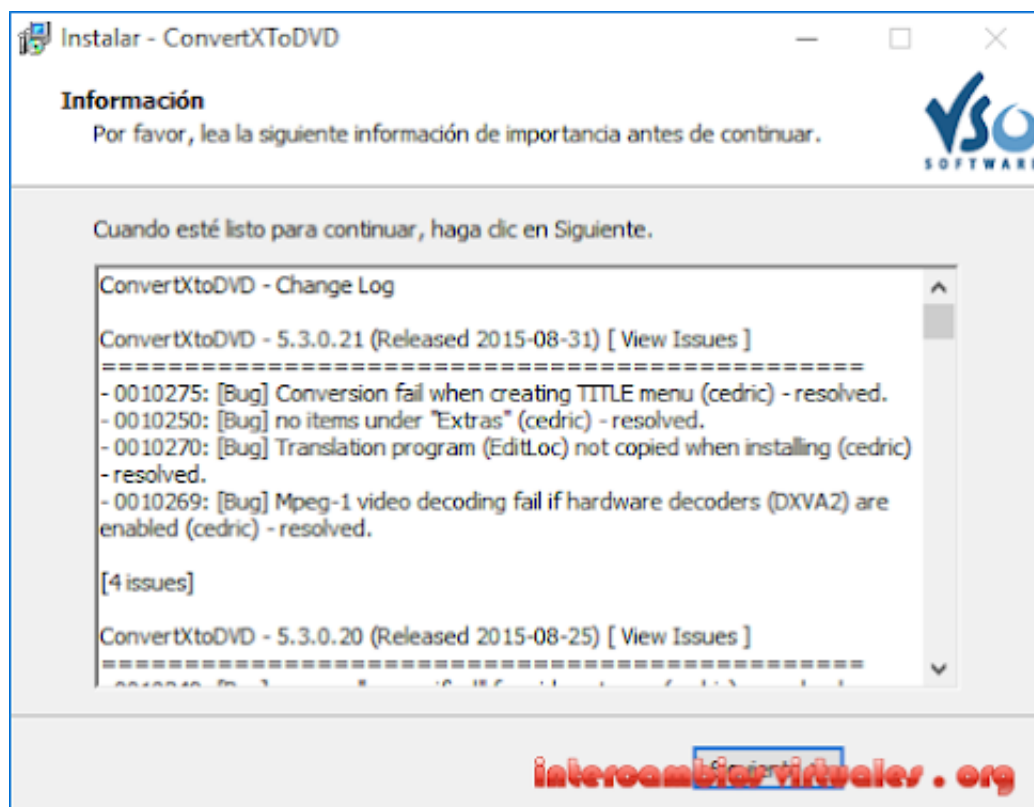 Instalar - ConvertXToDVD
Información
Por favor, lea la siguiente información de importancia antes de continuar.
VSO
SOFTWARE
Cuando esté listo para continuar, haga clic en Siguiente.
ConvertXtoDVD - Change Log
ConvertXtoDVD - 5.3.0.21 (Released 2015-08-31) [ View Issues ]
==============================================
- 0010275: [Bug] Conversion fail when creating TITLE menu (cedric) - resolved.
- 0010250: [Bug] no items under "Extras" (cedric) - resolved.
- 0010270: [Bug] Translation program (EditLoc) not copied when installing (cedric)
- resolved.
- 0010269: [Bug] Mpeg-1 video decoding fail if hardware decoders (DXVA2) are
enabled (cedric) - resolved.
[4 issues]
ConvertXtoDVD - 5.3.0.20 (Released 2015-08-25) [ View Issues ]
==============================================
intercambiosvirtuales.org